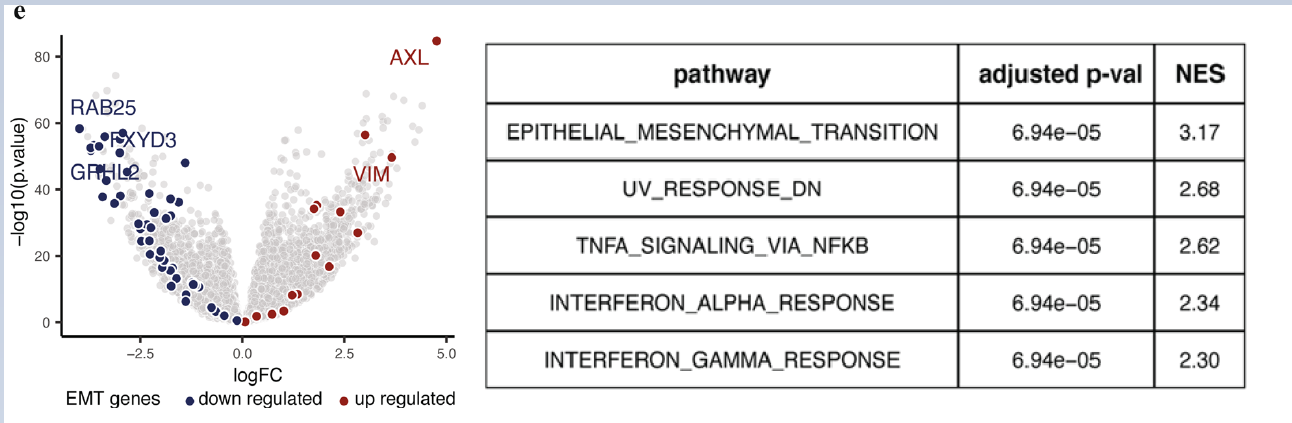 e
80
60
40
20
0
−log10(p.value)
AXL
RAB25
FXYD3
GRHL2
VIM
−2.5
0.0
2.5
5.0
logFC
EMT genes down regulated up regulated
pathway adjusted p-val NES
EPITHELIAL_MESENCHYMAL_TRANSITION 6.94e−05 3.17
UV_RESPONSE_DN 6.94e−05 2.68
TNFA_SIGNALING_VIA_NFKB 6.94e−05 2.62
INTERFERON_ALPHA_RESPONSE 6.94e−05 2.34
INTERFERON_GAMMA_RESPONSE 6.94e−05 2.30